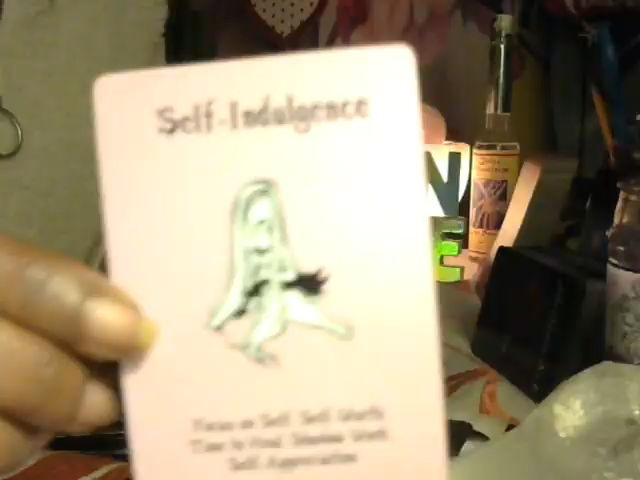 Self-Indulgence
Focus on Self. Self Worth
Time to Heal, Shadow Work
Self Appreciation
N
E